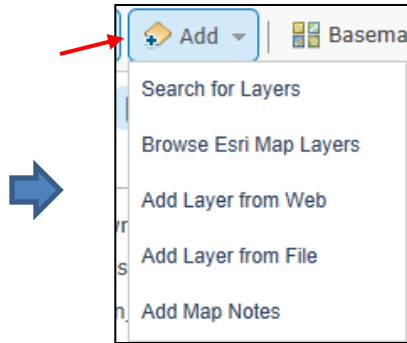 Add Basema
Search for Layers
Browse Esri Map Layers
Add Layer from Web
Add Layer from File
Add Map Notes